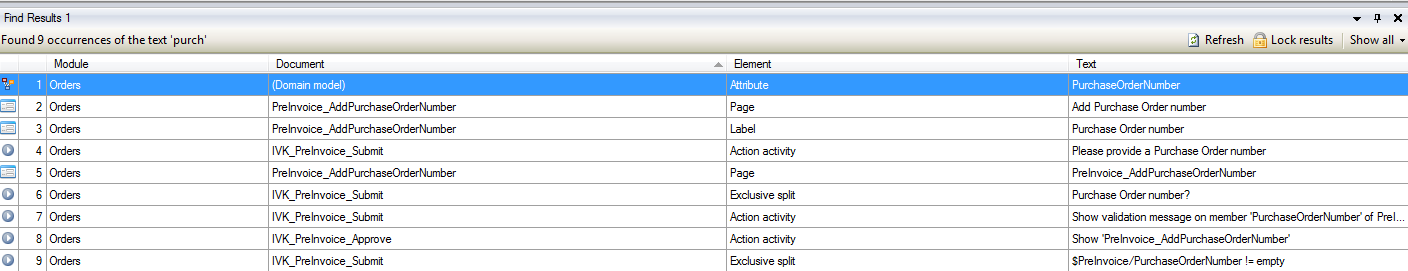 Find Results 1
Found 9 occurrences of the text 'purch' Refresh Lock results Show all
Module Document Element Text
1 Orders (Domain model) Attribute PurchaseOrderNumber
2 Orders PreInvoice_AddPurchaseOrderNumber Page Add Purchase Order number
3 Orders PreInvoice_AddPurchaseOrderNumber Label Purchase Order number
4 Orders IVK_PreInvoice_Submit Action activity Please provide a Purchase Order number
5 Orders PreInvoice_AddPurchaseOrderNumber Page PreInvoice_AddPurchaseOrderNumber
6 Orders IVK_PreInvoice_Submit Exclusive split Purchase Order number?
7 Orders IVK_PreInvoice_Submit Action activity Show validation message on member 'PurchaseOrderNumber' of PreI...
8 Orders IVK_PreInvoice_Approve Action activity Show 'PreInvoice_AddPurchaseOrderNumber'
9 Orders IVK_PreInvoice_Submit Exclusive split $PreInvoice/PurchaseOrderNumber != empty